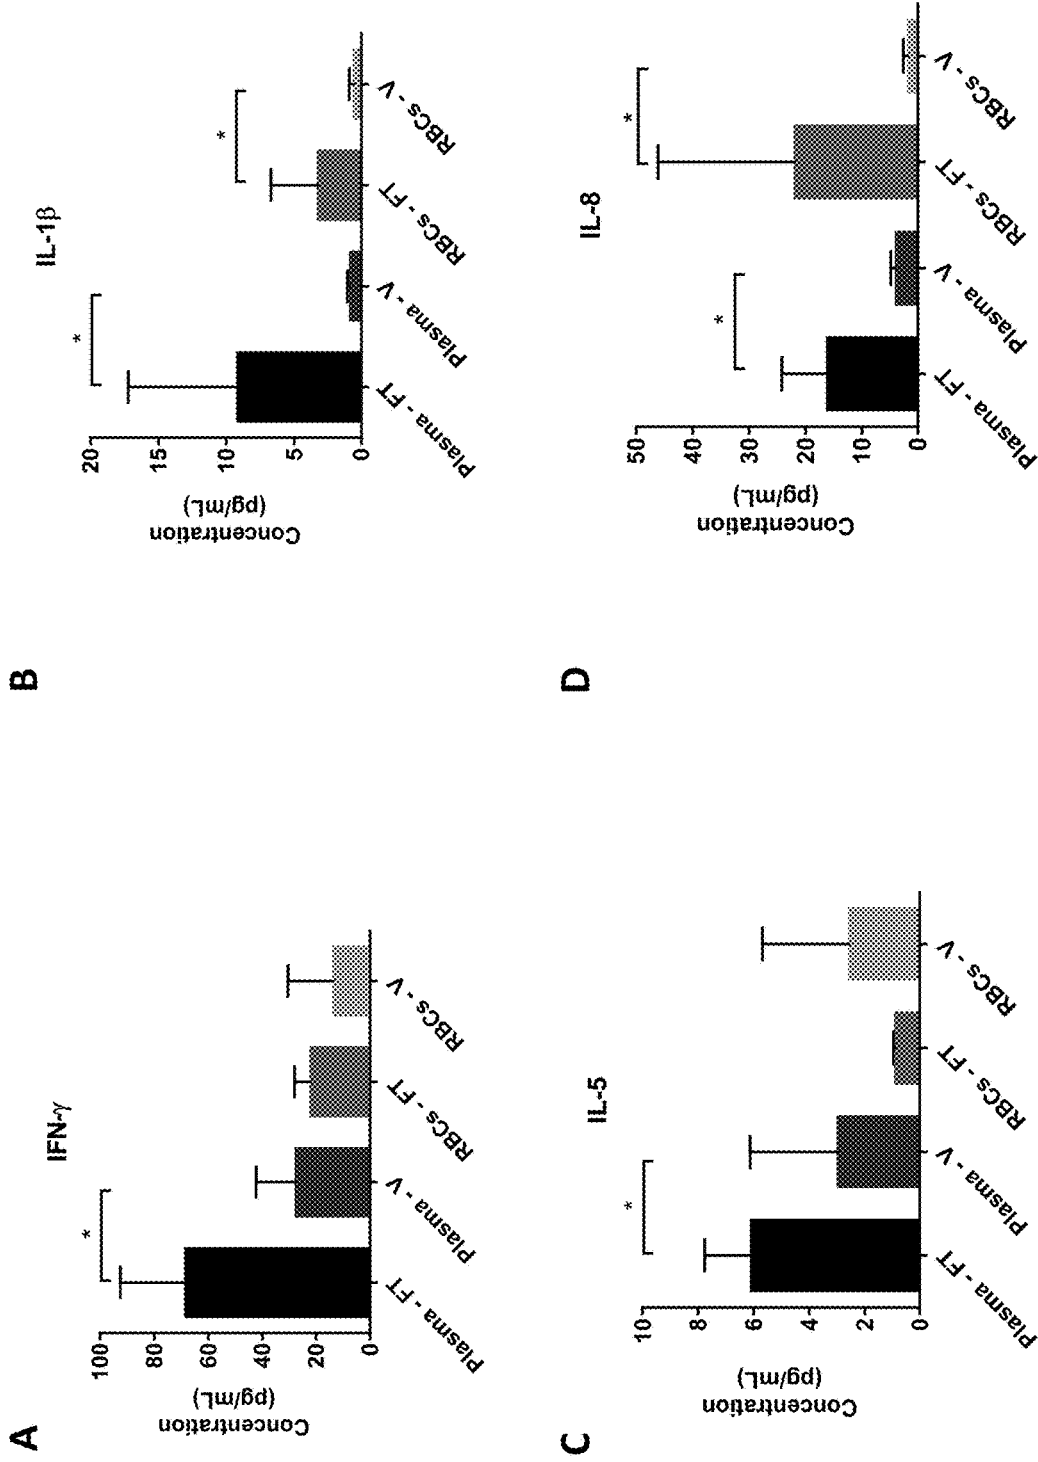 A
IFN-γ
Concentration
(pg/mL)
100
80
60
40
20
0
Plasma - FT
Plasma - V
RBCs - FT
RBCs - V
*
B
IL-1β
Concentration
(pg/mL)
20
15
10
5
0
Plasma - FT
Plasma - V
RBCs - FT
RBCs - V
*
*
C
IL-5
Concentration
(pg/mL)
10
8
6
4
2
0
Plasma - FT
Plasma - V
RBCs - FT
RBCs - V
*
D
IL-8
Concentration
(pg/mL)
50
40
30
20
10
0
Plasma - FT
Plasma - V
RBCs - FT
RBCs - V
*
*